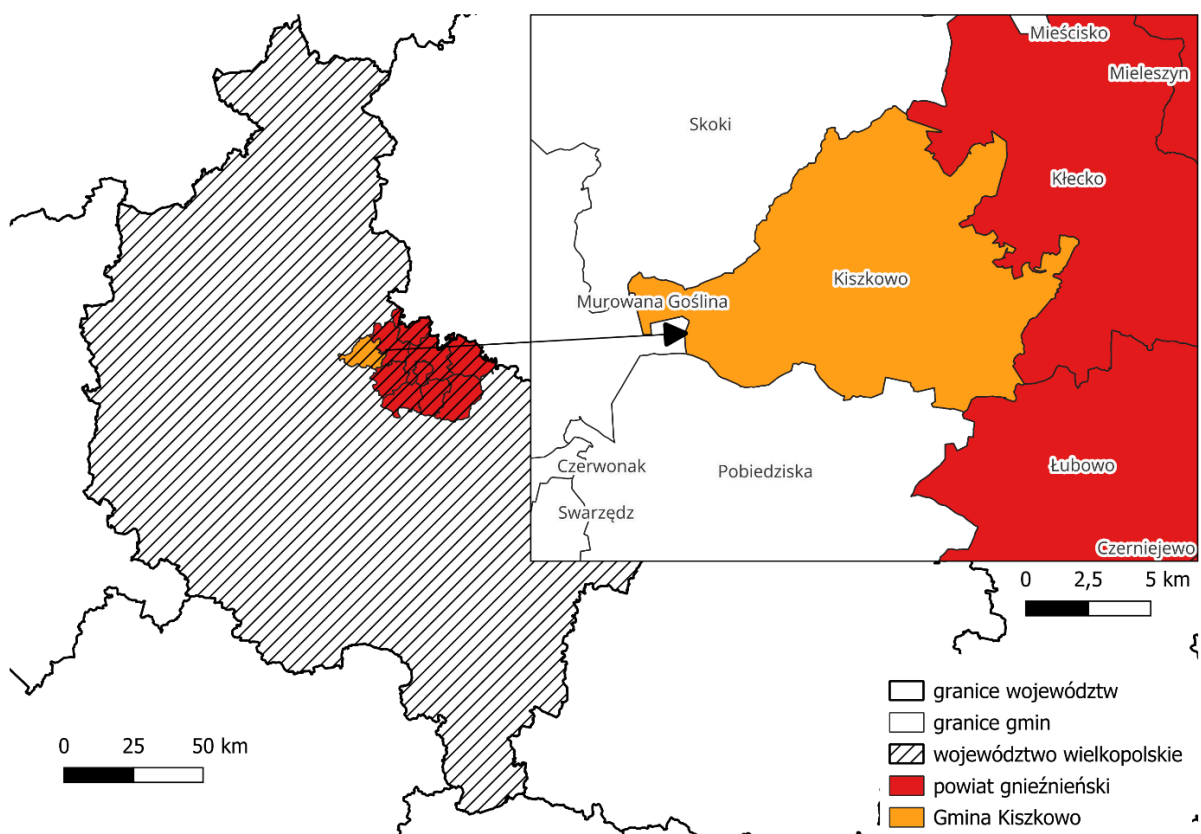 Mieścisko
Mieleszyn
Skoki
Kłecko
Kiszkowo
Murowana Goślina
Czerwonak
Pobiedziska
Łubowo
Swarzędz
Czerniejewo
0 2,5 5 km
granice województw
granice gmin
województwo wielkopolskie
powiat gnieźnieński
Gmina Kiszkowo
0 25 50 km